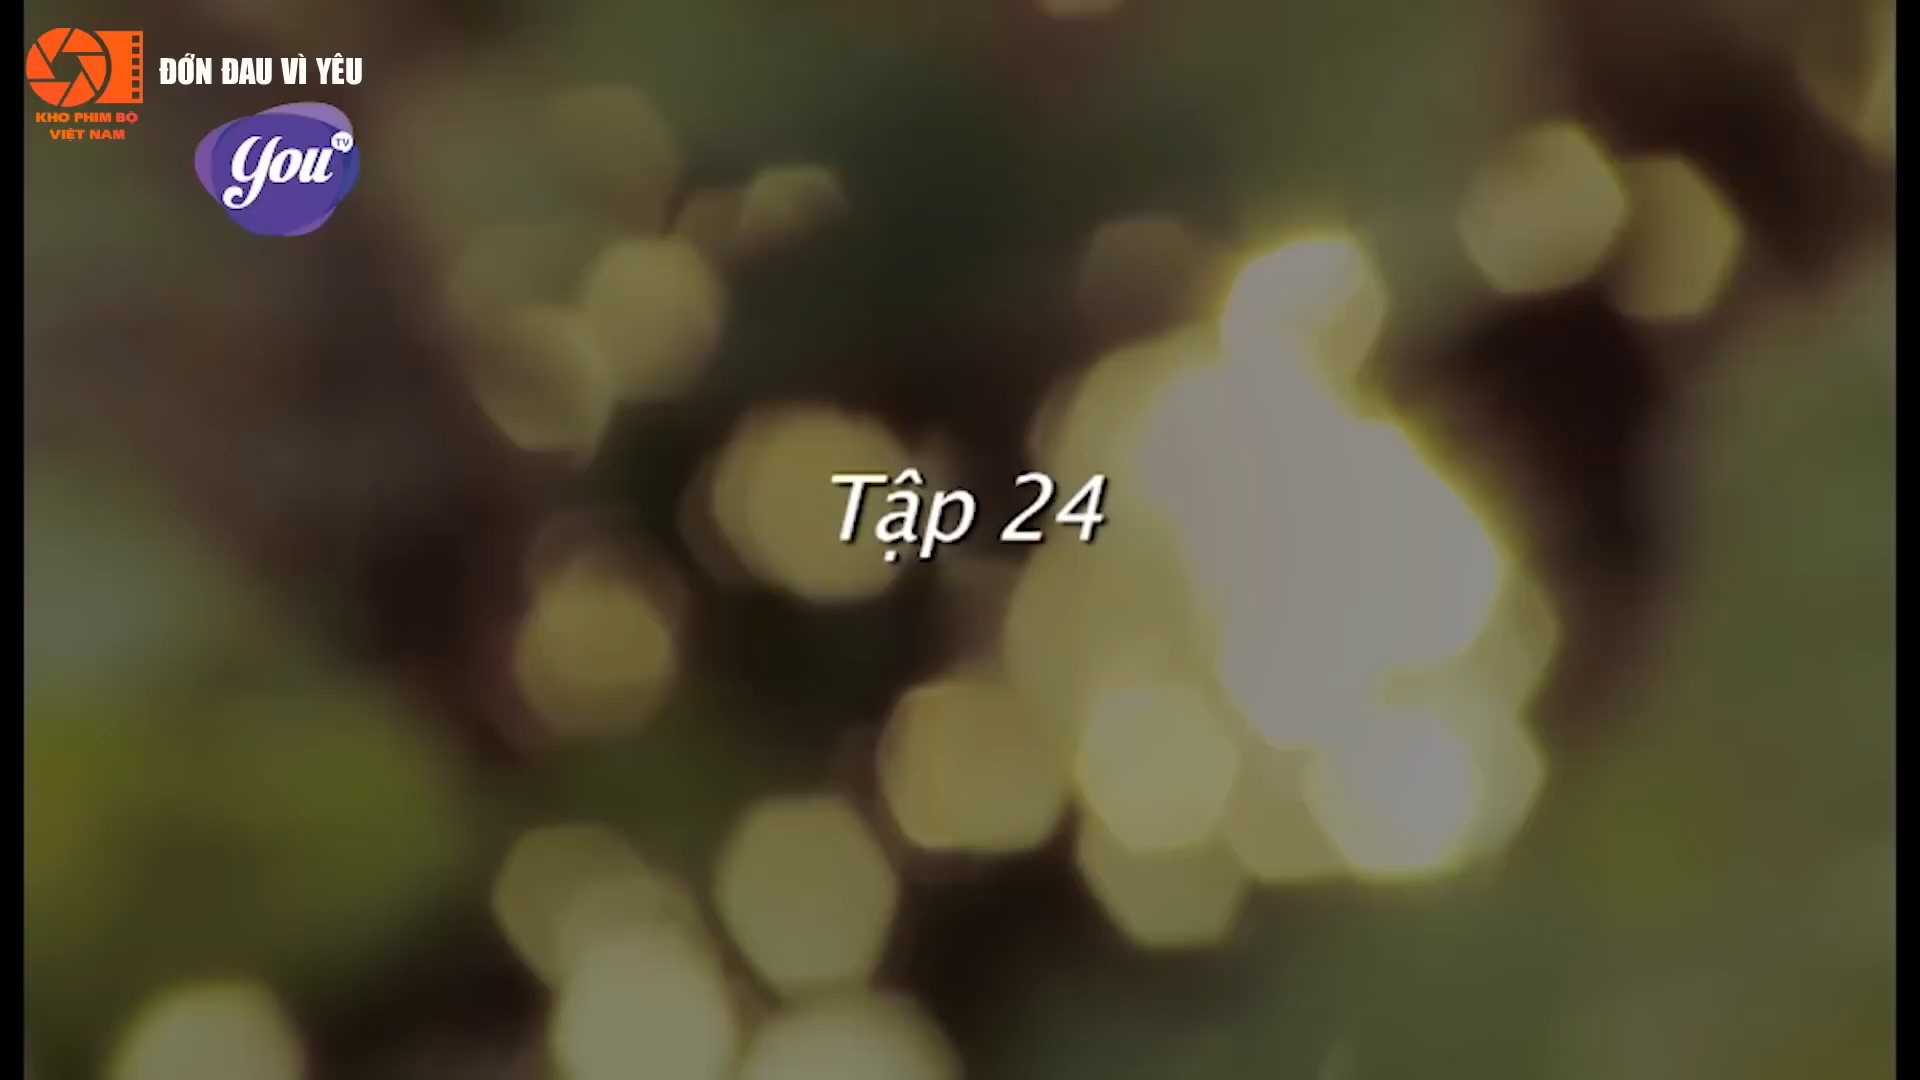 ĐỚN ĐAU VÌ YÊU
KHO PHIM BỘ
VIỆT NAM
You TV
Tập 24